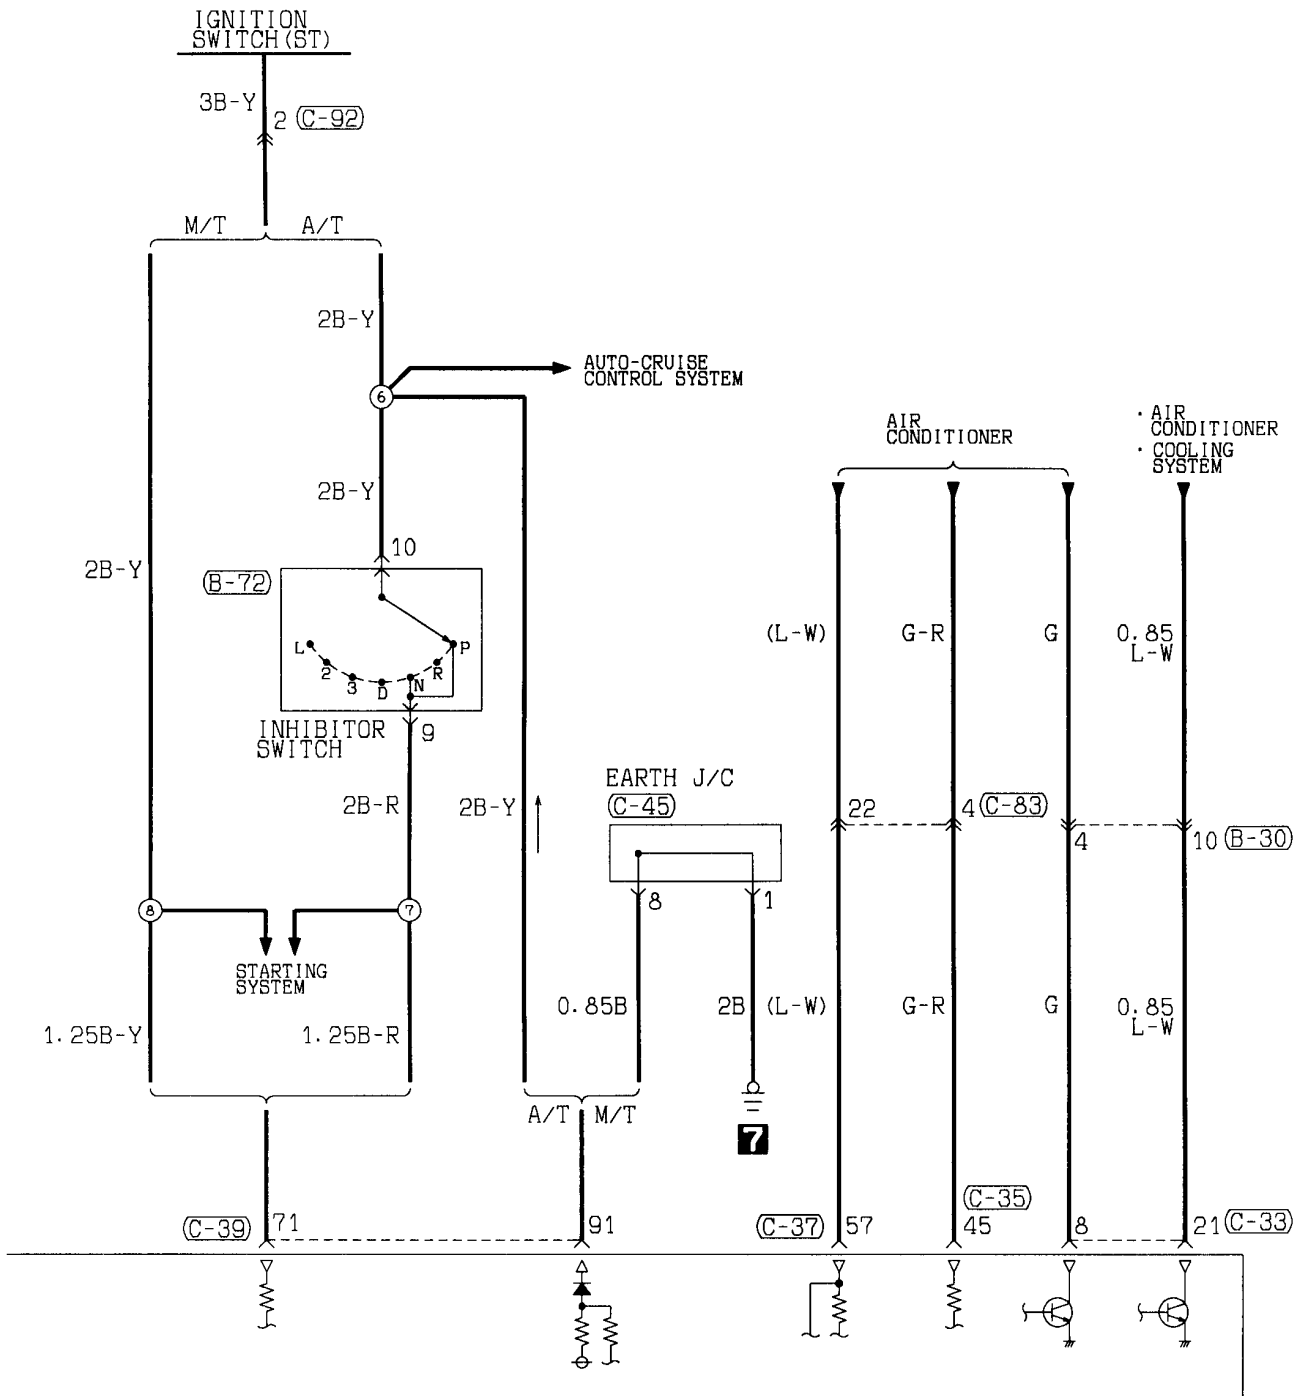 IGNITION
SWITCH(ST)
3B-Y
2 (C-92)
M/T A/T
2B-Y
AUTO-CRUISE
CONTROL SYSTEM
6
AIR
CONDITIONER
· AIR
CONDITIONER
· COOLING
SYSTEM
2B-Y
10
2B-Y
(B-72)
(L-W) G-R G 0.85
L-W
L 2 3 D N R P
INHIBITOR
SWITCH
9
EARTH J/C
(C-45)
2B-R 2B-Y
22 4 (C-83)
4 10 (B-30)
8 1
8 7
STARTING
SYSTEM
0.85B 2B (L-W) G-R G 0.85
L-W
1.25B-Y 1.25B-R
A/T M/T
7
(C-39) 71 91 (C-37) 57 (C-35)
45 8 21 (C-33)